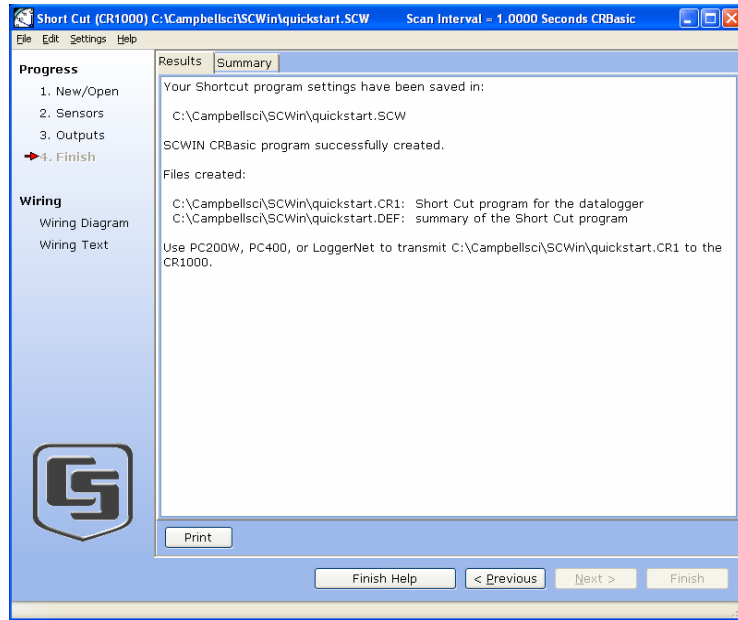 Short Cut (CR1000) C:\Campbellsci\SCWin\quickstart.SCW Scan Interval = 1.0000 Seconds CRBasic
File Edit Settings Help
Progress
1. New/Open
2. Sensors
3. Outputs
4. Finish
Wiring
Wiring Diagram
Wiring Text
Results Summary
Your Shortcut program settings have been saved in:
C:\Campbellsci\SCWin\quickstart.SCW
SCWIN CRBasic program successfully created.
Files created:
C:\Campbellsci\SCWin\quickstart.CR1: Short Cut program for the datalogger
C:\Campbellsci\SCWin\quickstart.DEF: summary of the Short Cut program
Use PC200W, PC400, or LoggerNet to transmit C:\Campbellsci\SCWin\quickstart.CR1 to the
CR1000.
Print
Finish Help < Previous Next > Finish